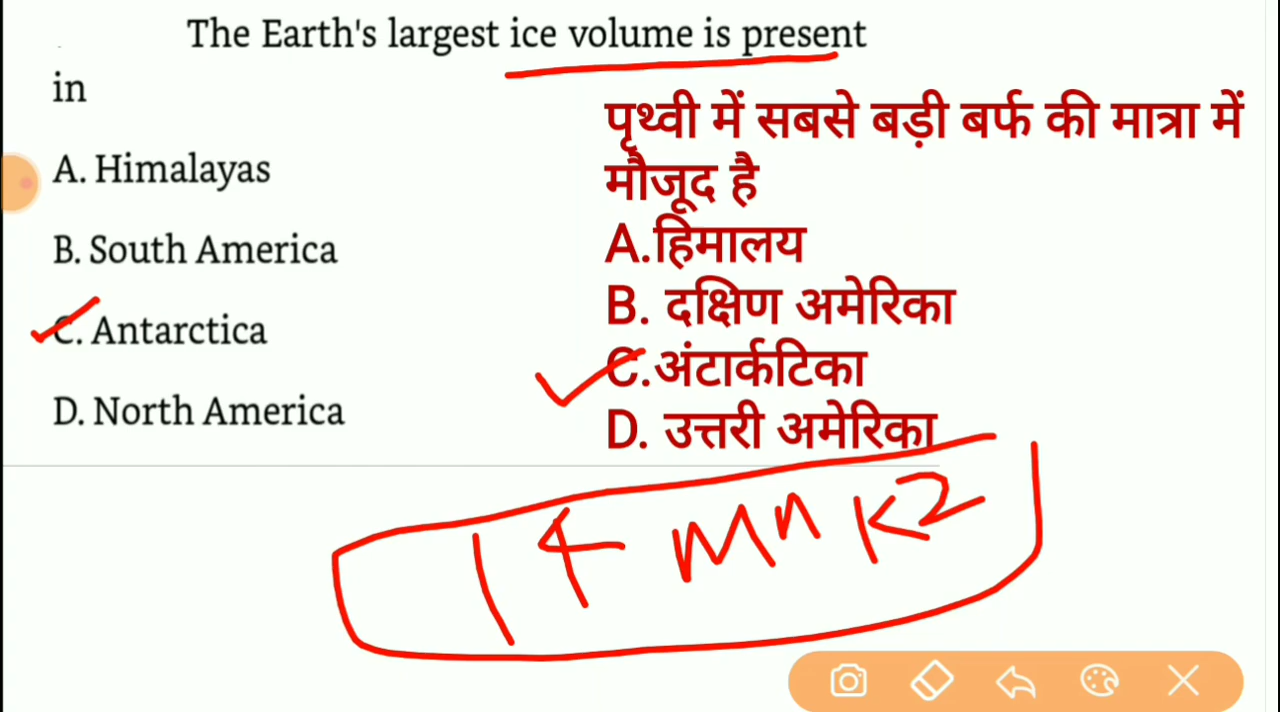 The Earth's largest ice volume is present
in
A. Himalayas
B. South America
C. Antarctica
D. North America
पृथ्वी में सबसे बड़ी बर्फ की मात्रा में
मौजूद है
A.हिमालय
B. दक्षिण अमेरिका
C.अंटार्कटिका
D. उत्तरी अमेरिका
14 Mn K2